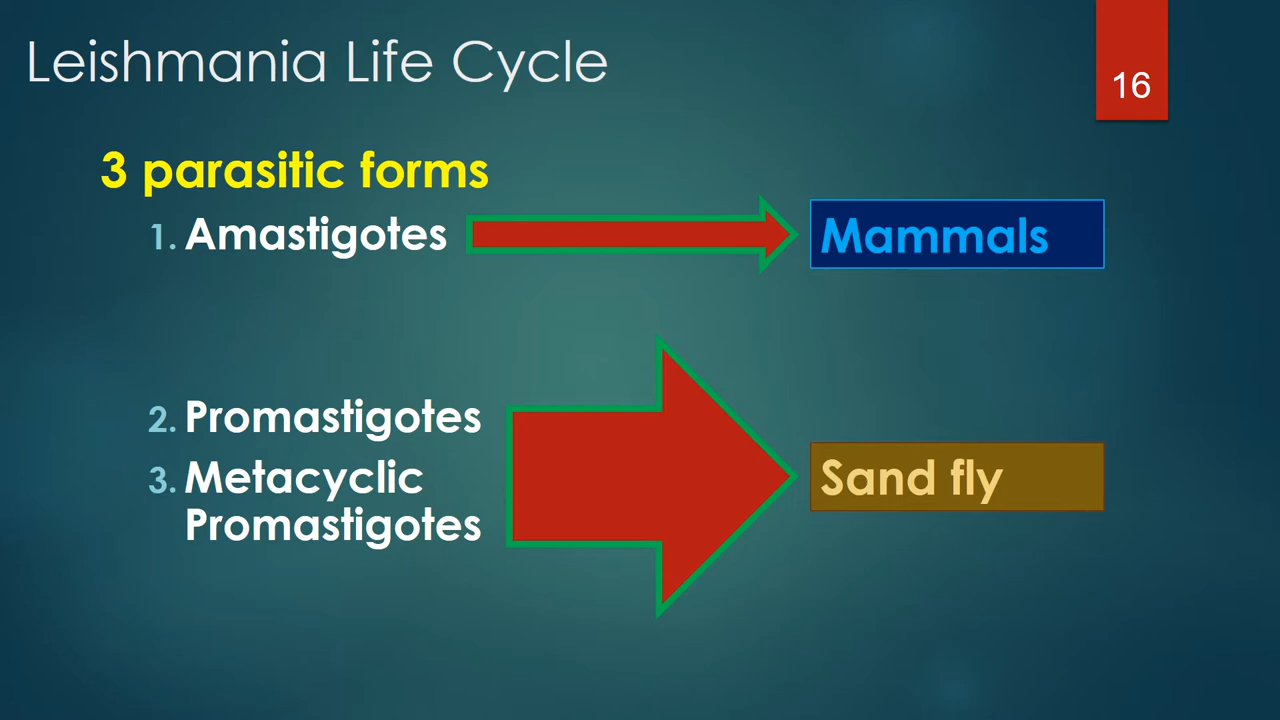 Leishmania Life Cycle
16
3 parasitic forms
1. Amastigotes
Mammals
2. Promastigotes
3. Metacyclic
Promastigotes
Sand fly